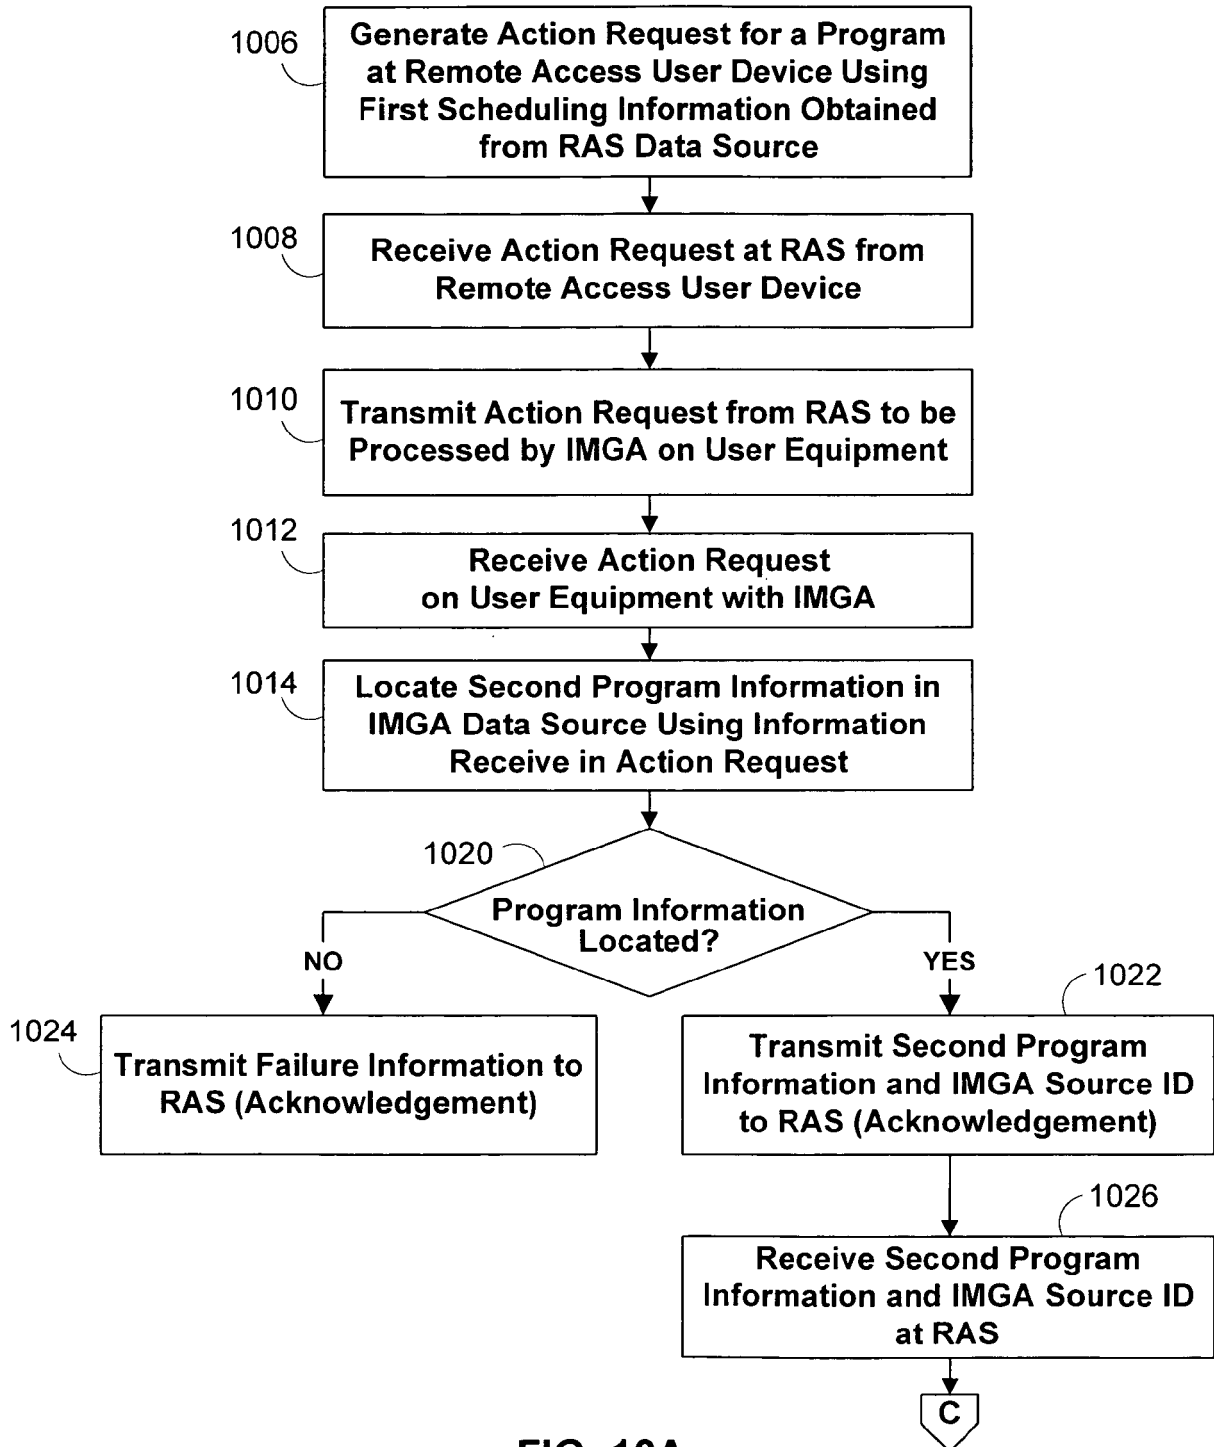 1006
Generate Action Request for a Program
at Remote Access User Device Using
First Scheduling Information Obtained
from RAS Data Source
1008
Receive Action Request at RAS from
Remote Access User Device
1010
Transmit Action Request from RAS to be
Processed by IMGA on User Equipment
1012
Receive Action Request
on User Equipment with IMGA
1014
Locate Second Program Information in
IMGA Data Source Using Information
Receive in Action Request
1020
Program Information
Located?
NO
YES
1024
Transmit Failure Information to
RAS (Acknowledgement)
1022
Transmit Second Program
Information and IMGA Source ID
to RAS (Acknowledgement)
1026
Receive Second Program
Information and IMGA Source ID
at RAS
C
FIG. 10A